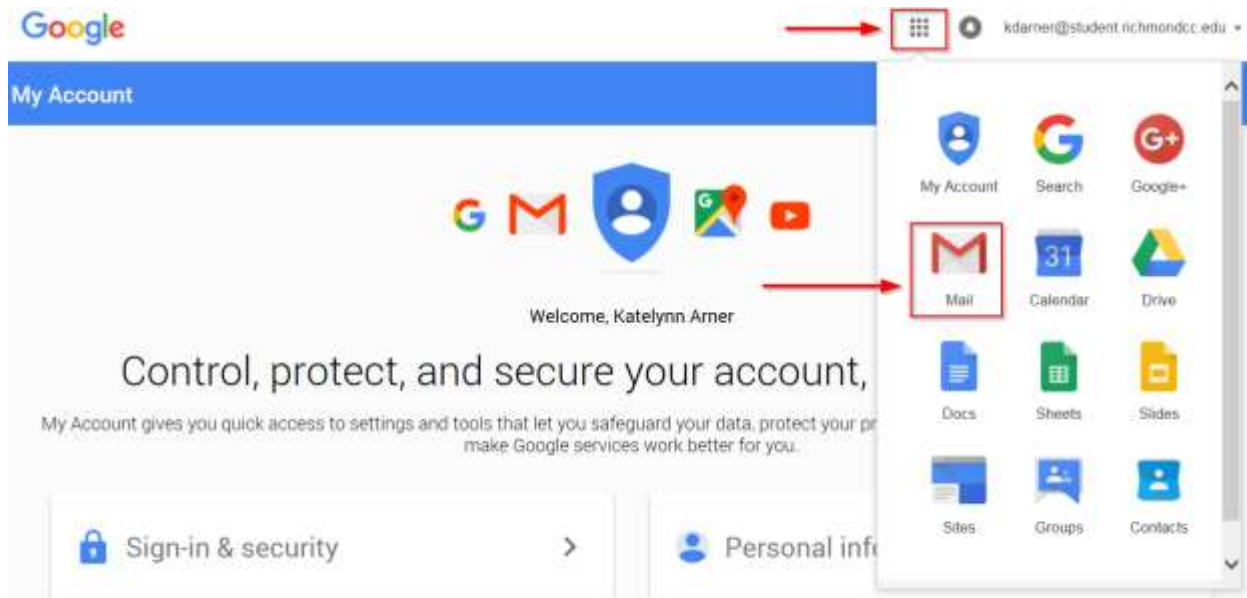 Google
kdarner@student.richmondcc.edu
My Account
My Account Search Google+
31
Mail Calendar Drive
Welcome, Katelynn Arner
Control, protect, and secure your account,
Docs Sheets Slides
My Account gives you quick access to settings and tools that let you safeguard your data, protect your pr
make Google services work better for you.
Sites Groups Contacts
Sign-in & security
Personal info